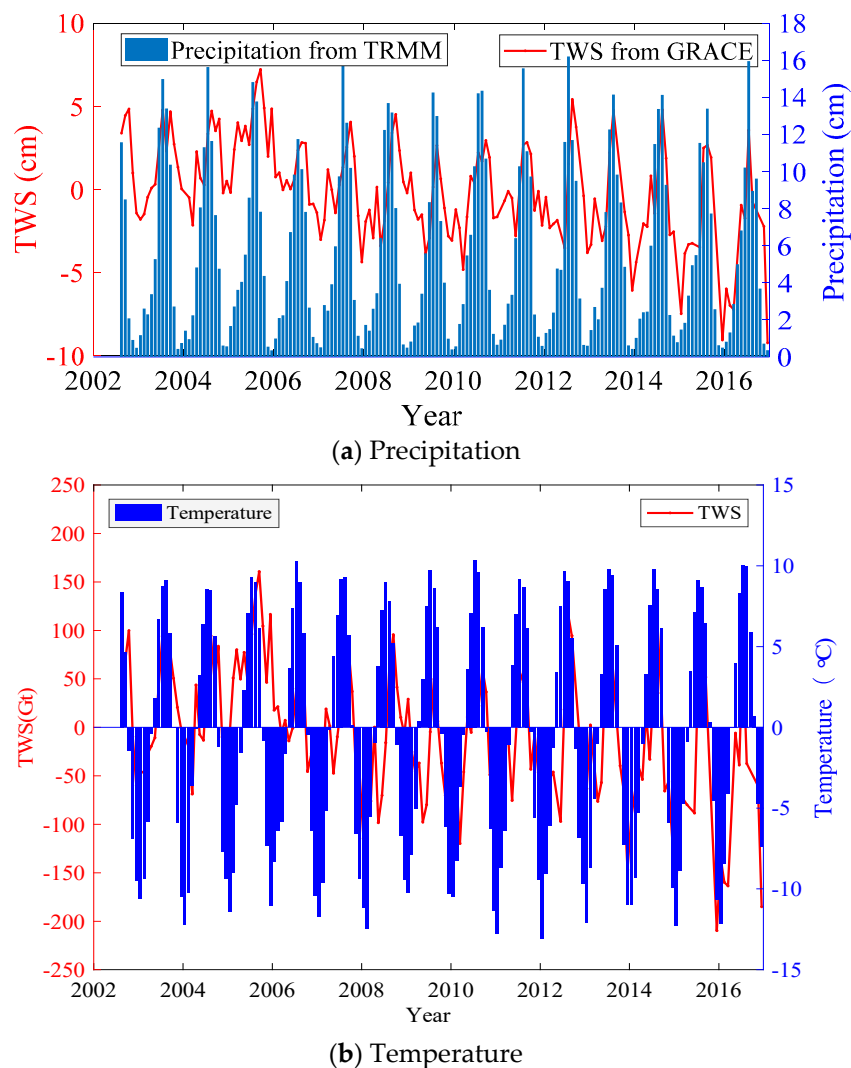 10
5
0
-5
-10
TWS (cm)
Precipitation from TRMM
TWS from GRACE
18
16
14
12
10
8
6
4
2
0
Precipitation (cm)
2002 2004 2006 2008 2010 2012 2014 2016
Year
(a) Precipitation
250
200
150
100
50
0
-50
-100
-150
-200
-250
TWS(Gt)
Temperature
TWS
15
10
5
0
-5
-10
-15
Temperature ( °C)
2002 2004 2006 2008 2010 2012 2014 2016
Year
(b) Temperature